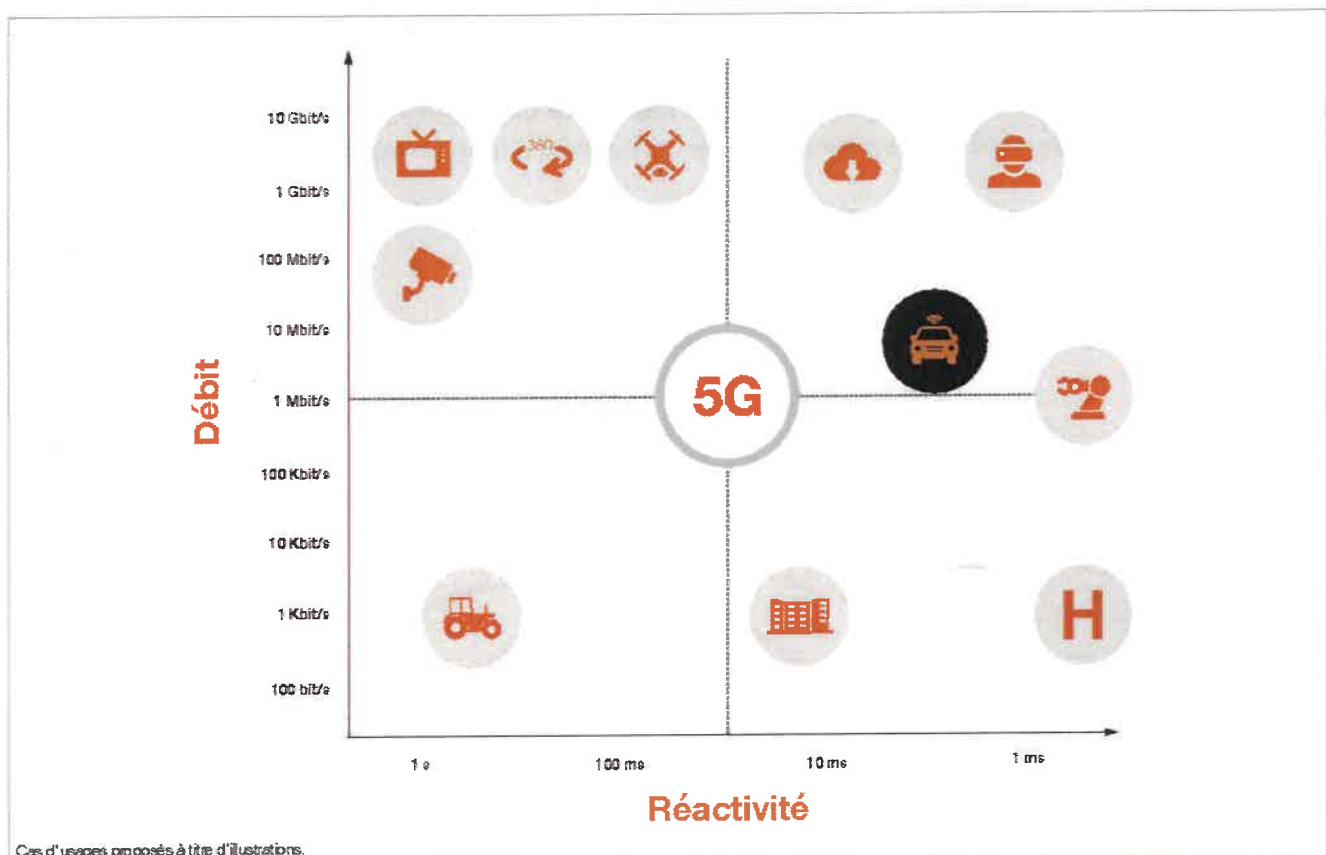 10 Gbit/s
360
1 Gbit/s
100 Mbit/s
10 Mbit/s
Débit
1 Mbit/s
5G
100 Kbit/s
10 Kbit/s
1 Kbit/s
H
100 bit/s
1 s
100 ms
10 ms
1 ms
Réactivité
Cas d'usages proposés à titre d'illustrations.